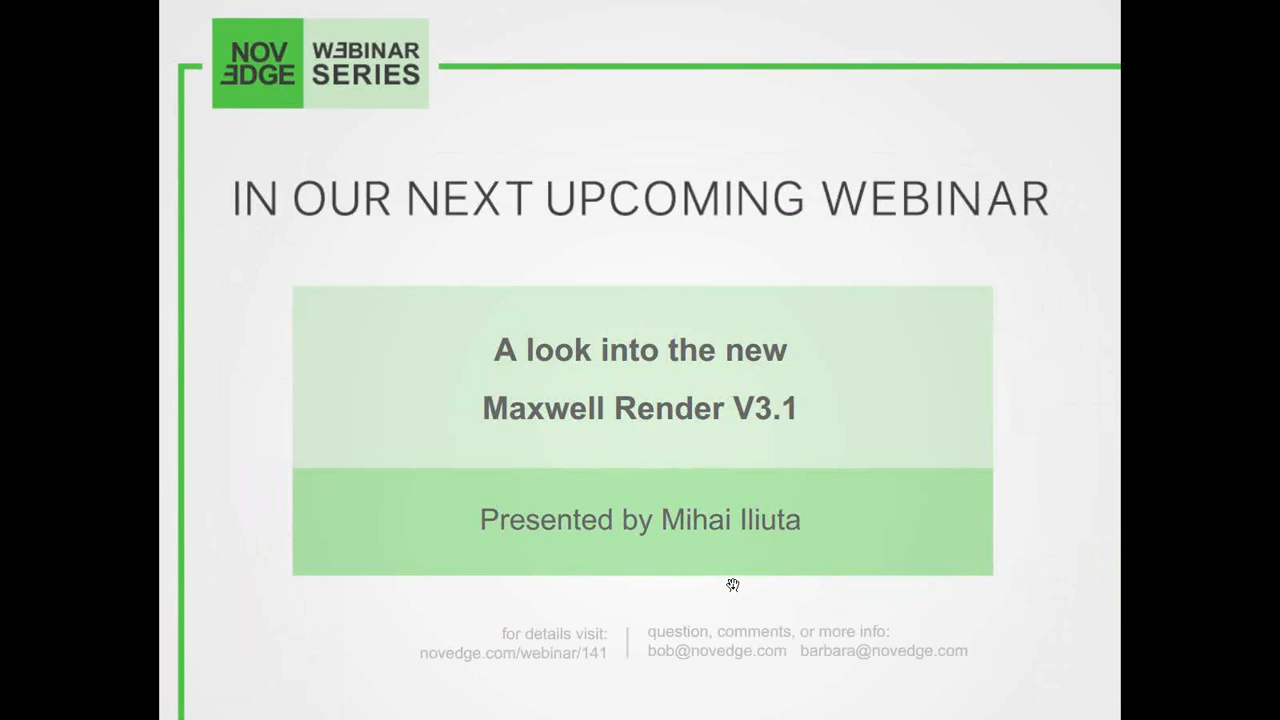 NOV
EDGE
WEBINAR
SERIES
IN OUR NEXT UPCOMING WEBINAR
A look into the new
Maxwell Render V3.1
Presented by Mihai Iliuta
for details visit:
novedge.com/webinar/141
question, comments, or more info:
bob@novedge.com barbara@novedge.com